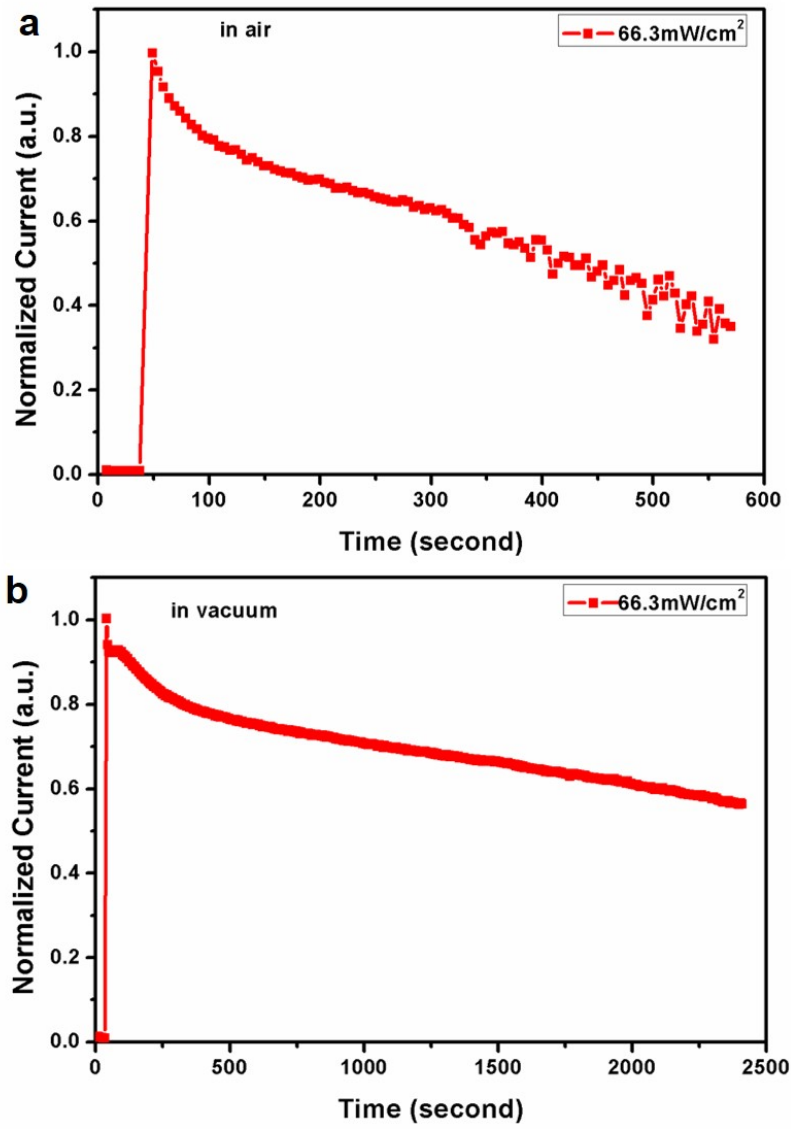 a
in air
66.3mW/cm²
Normalized Current (a.u.)
1.0
0.8
0.6
0.4
0.2
0.0
0 100 200 300 400 500 600
Time (second)
b
in vacuum
66.3mW/cm²
Normalized Current (a.u.)
1.0
0.8
0.6
0.4
0.2
0.0
0 500 1000 1500 2000 2500
Time (second)